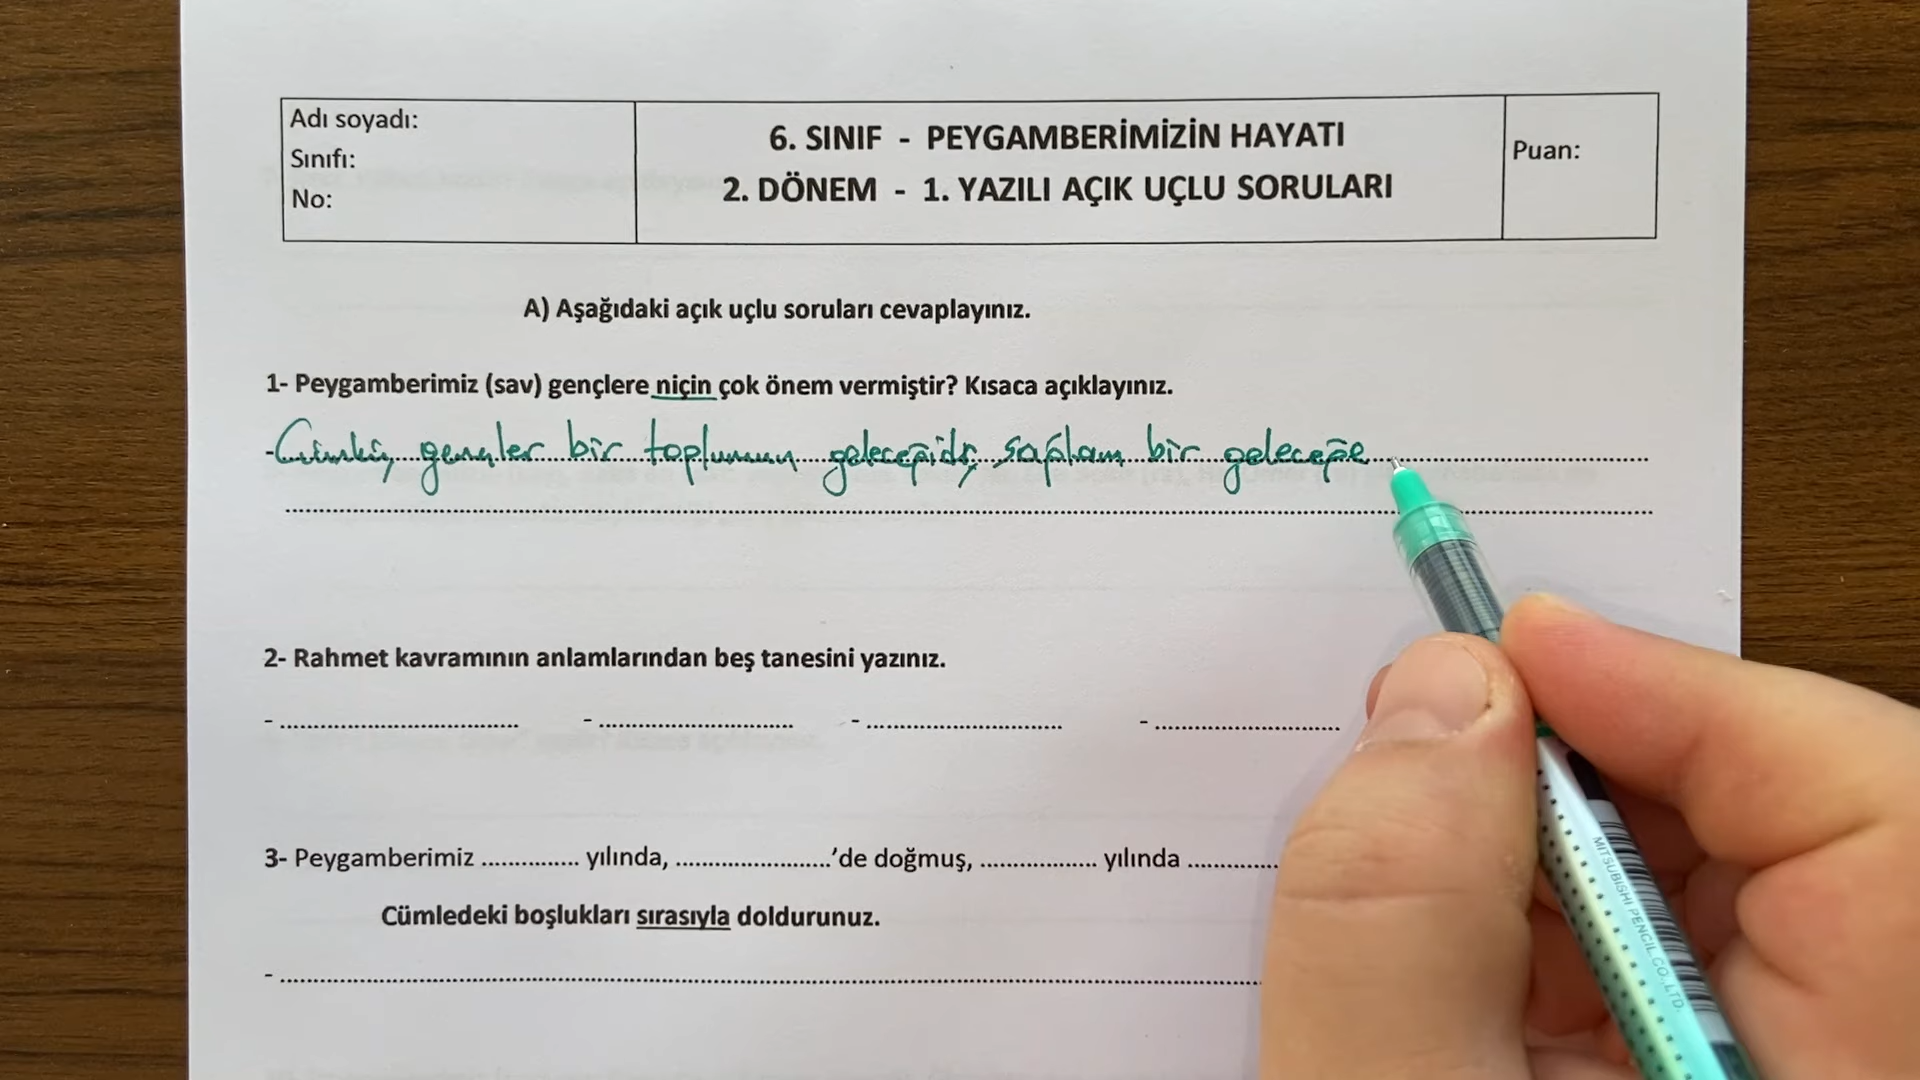 Adı soyadı:
Sınıfı:
No:
6. SINIF - PEYGAMBERİMİZİN HAYATI
2. DÖNEM - 1. YAZILI AÇIK UÇLU SORULARI
Puan:
A) Aşağıdaki açık uçlu soruları cevaplayınız.
1- Peygamberimiz (sav) gençlere niçin çok önem vermiştir? Kısaca açıklayınız.
-Çünkü, gençler bir toplumun geleceğidir, sağlam bir geleceğe
2- Rahmet kavramının anlamlarından beş tanesini yazınız.
- .................... - .................... - .................... - ....................
3- Peygamberimiz ............... yılında, ........................'de doğmuş, .................. yılında ..............
Cümledeki boşlukları sırasıyla doldurunuz.
- ....................
MITSUBISHI PENCIL CO., LTD.